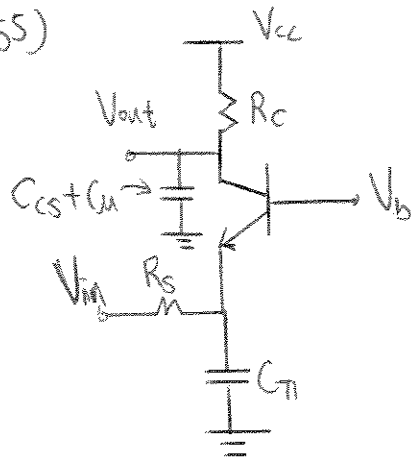 55)
Vcc
Vout
Rc
Ccs+Cμ
Vb
Rs
Vin
Cπ